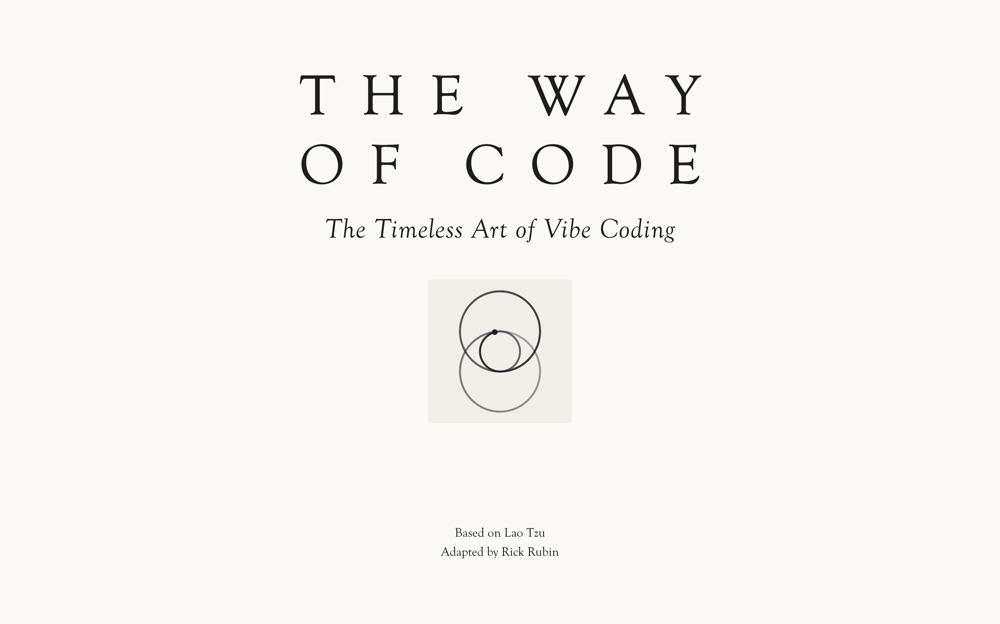 THE WAY
OF CODE
The Timeless Art of Vibe Coding
Based on Lao Tzu
Adapted by Rick Rubin